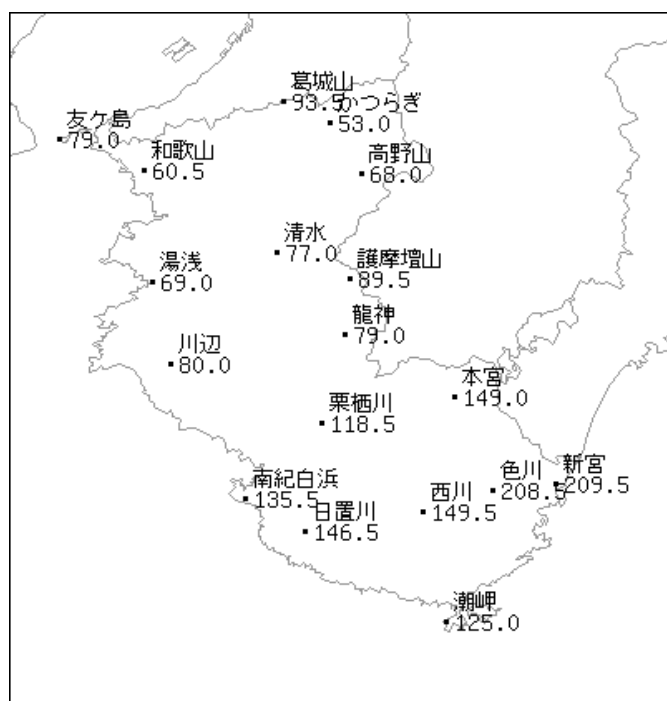 葛城山
93.5
かつらぎ
53.0
友ケ島
79.0
和歌山
60.5
高野山
68.0
清水
77.0
湯浅
69.0
護摩壇山
89.5
龍神
79.0
川辺
80.0
本宮
149.0
栗栖川
118.5
南紀白浜
135.5
日置川
146.5
西川
149.5
色川
208.5
新宮
209.5
潮岬
125.0